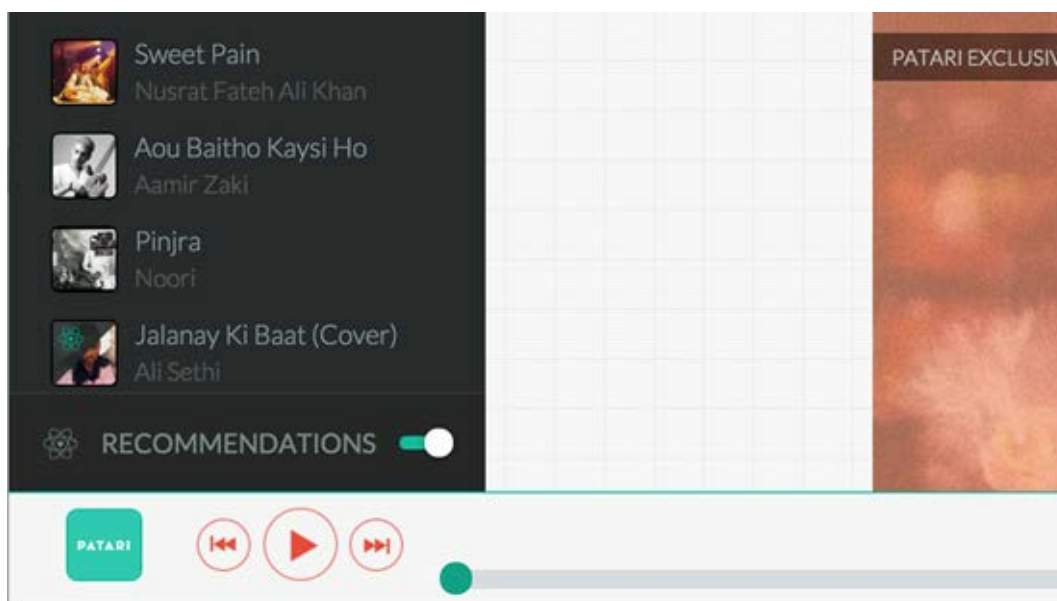 Sweet Pain
Nusrat Fateh Ali Khan
Aou Baitho Kaysi Ho
Aamir Zaki
Pinjra
Noori
Jalanay Ki Baat (Cover)
Ali Sethi
RECOMMENDATIONS
PATARI EXCLUSIV
PATARI